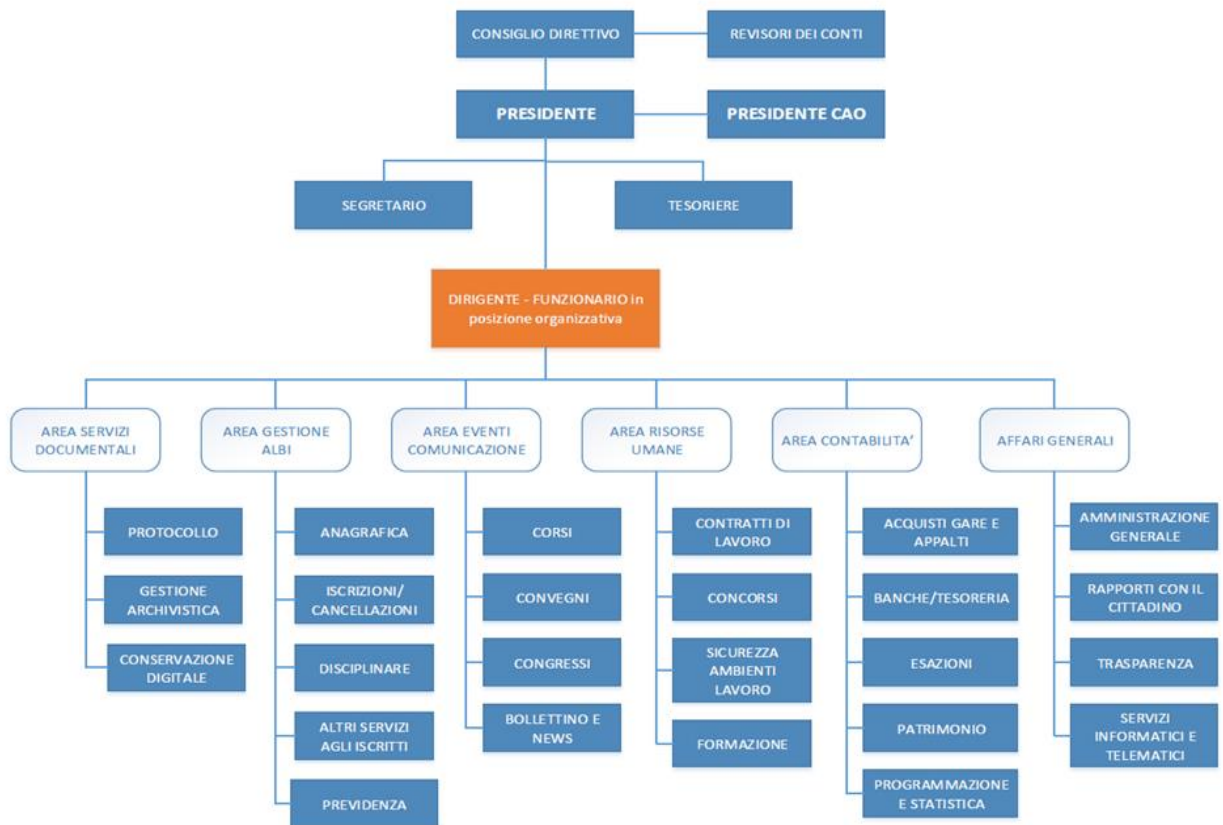 CONSIGLIO DIRETTIVO
REVISORI DEI CONTI
PRESIDENTE
PRESIDENTE CAO
SEGRETARIO
TESORIERE
DIRIGENTE - FUNZIONARIO in
posizione organizzativa
AREA SERVIZI
DOCUMENTALI
AREA GESTIONE
ALBI
AREA EVENTI
COMUNICAZIONE
AREA RISORSE
UMANE
AREA CONTABILITA’
AFFARI GENERALI
PROTOCOLLO
GESTIONE
ARCHIVISTICA
CONSERVAZIONE
DIGITALE
ANAGRAFICA
ISCRIZIONI/
CANCELLAZIONI
DISCIPLINARE
ALTRI SERVIZI
AGLI ISCRITTI
PREVIDENZA
CORSI
CONVEGNI
CONGRESSI
BOLLETTINO E
NEWS
CONTRATTI DI
LAVORO
CONCORSI
SICUREZZA
AMBIENTI
LAVORO
FORMAZIONE
ACQUISTI GARE E
APPALTI
BANCHE/TESORERIA
ESAZIONI
PATRIMONIO
PROGRAMMAZIONE
E STATISTICA
AMMINISTRAZIONE
GENERALE
RAPPORTI CON IL
CITTADINO
TRASPARENZA
SERVIZI
INFORMATICI E
TELEMATICI